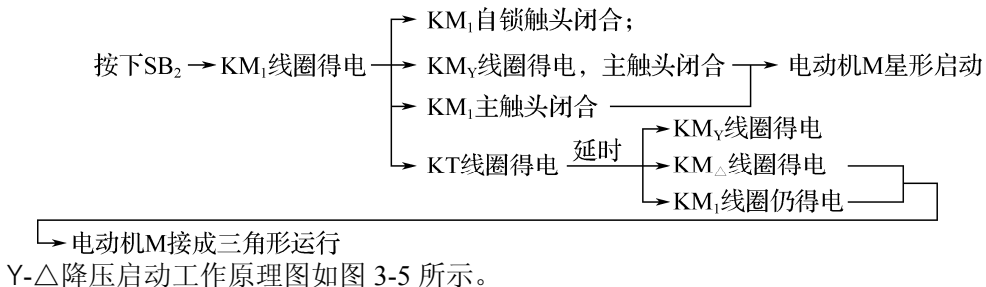 KM₁自锁触头闭合；
按下SB₂ KM₁线圈得电 KMY线圈得电，主触头闭合 电动机M星形启动
KM₁主触头闭合
KMY线圈得电
KT线圈得电 延时 KM△线圈得电
KM₁线圈仍得电
电动机M接成三角形运行
Y-△降压启动工作原理图如图 3-5 所示。